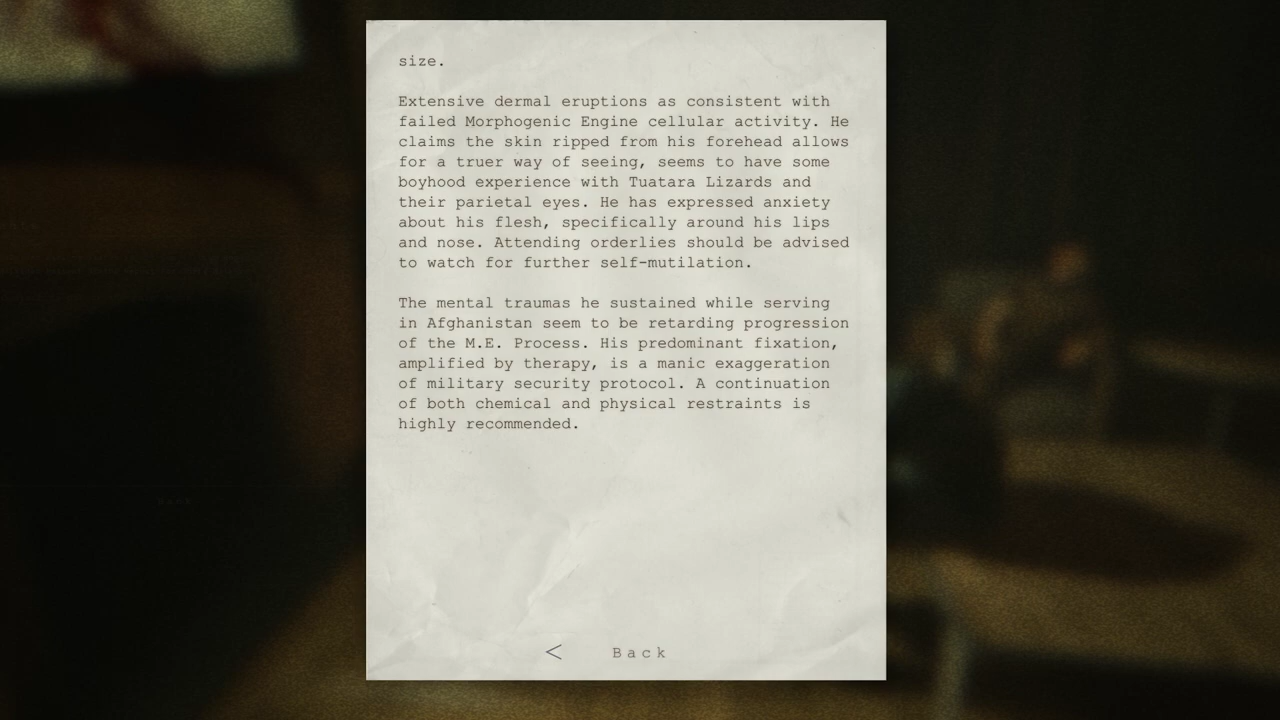 size.
Extensive dermal eruptions as consistent with
failed Morphogenic Engine cellular activity. He
claims the skin ripped from his forehead allows
for a truer way of seeing, seems to have some
boyhood experience with Tuatara Lizards and
their parietal eyes. He has expressed anxiety
about his flesh, specifically around his lips
and nose. Attending orderlies should be advised
to watch for further self-mutilation.
The mental traumas he sustained while serving
in Afghanistan seem to be retarding progression
of the M.E. Process. His predominant fixation,
amplified by therapy, is a manic exaggeration
of military security protocol. A continuation
of both chemical and physical restraints is
highly recommended.
< Back